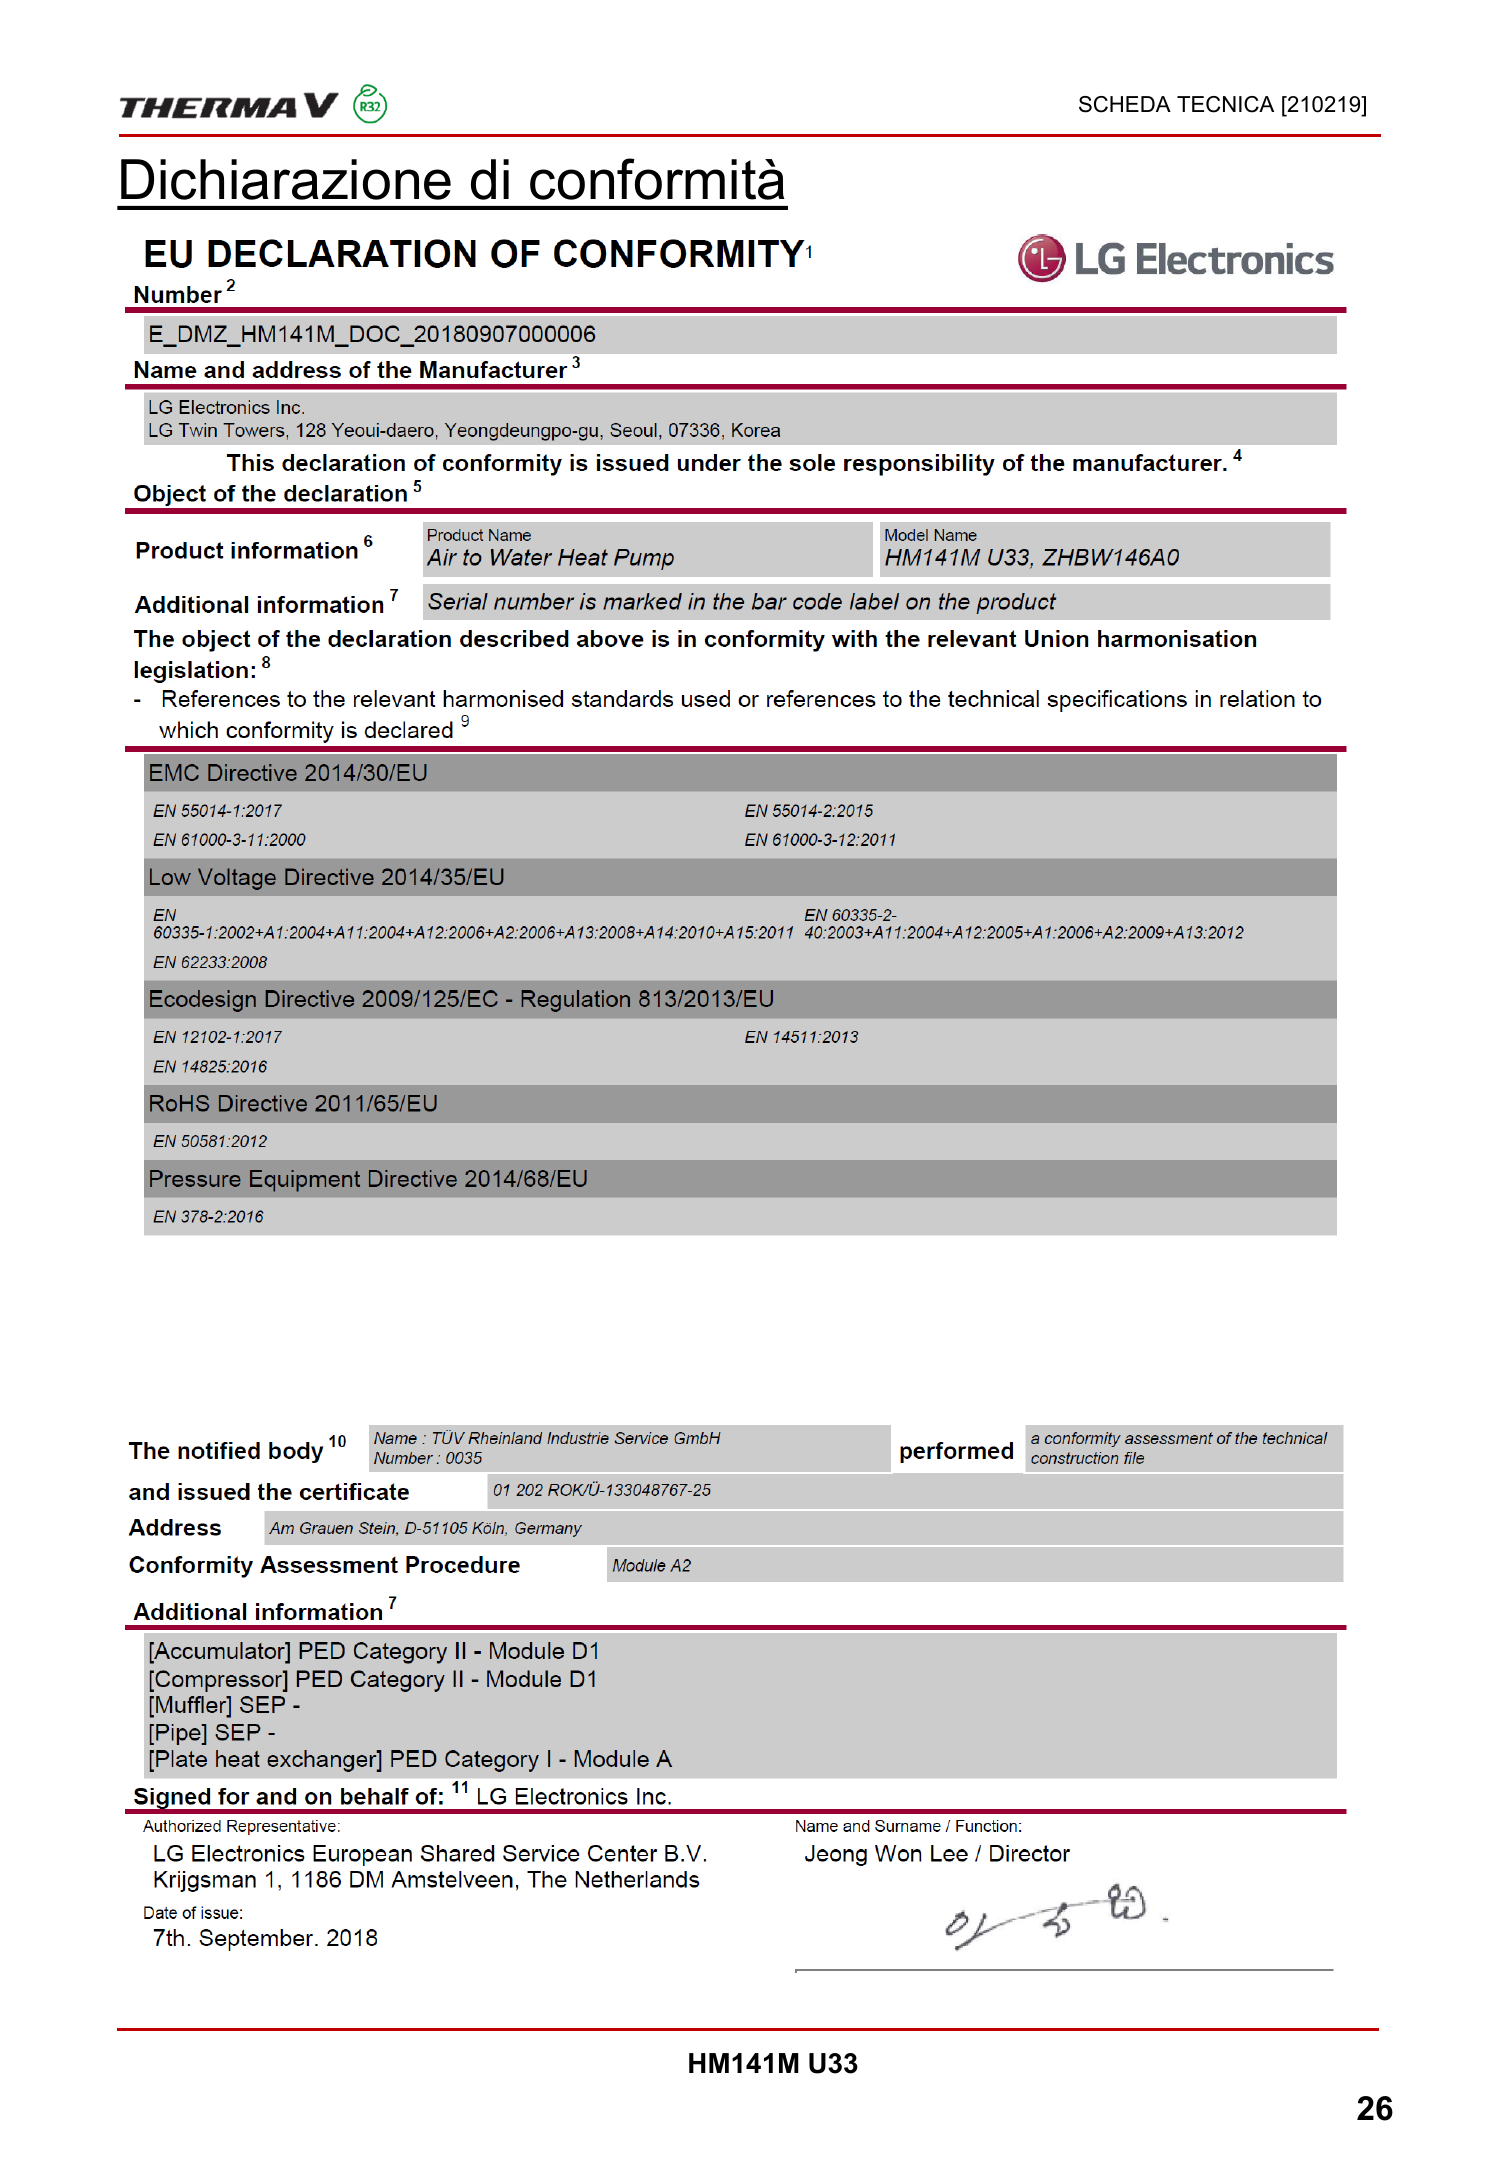 THERMA V R32
SCHEDA TECNICA [210219]
Dichiarazione di conformità
EU DECLARATION OF CONFORMITY1
LG Electronics
Number 2
E_DMZ_HM141M_DOC_20180907000006
Name and address of the Manufacturer 3
LG Electronics Inc.
LG Twin Towers, 128 Yeoui-daero, Yeongdeungpo-gu, Seoul, 07336, Korea
This declaration of conformity is issued under the sole responsibility of the manufacturer. 4
Object of the declaration 5
Product information 6
Product Name
Air to Water Heat Pump
Model Name
HM141M U33, ZHBW146A0
Additional information 7
Serial number is marked in the bar code label on the product
The object of the declaration described above is in conformity with the relevant Union harmonisation
legislation: 8
- References to the relevant harmonised standards used or references to the technical specifications in relation to
which conformity is declared 9
EMC Directive 2014/30/EU
EN 55014-1:2017 EN 55014-2:2015
EN 61000-3-11:2000 EN 61000-3-12:2011
Low Voltage Directive 2014/35/EU
EN EN 60335-2-
60335-1:2002+A1:2004+A11:2004+A12:2006+A2:2006+A13:2008+A14:2010+A15:2011 40:2003+A11:2004+A12:2005+A1:2006+A2:2009+A13:2012
EN 62233:2008
Ecodesign Directive 2009/125/EC - Regulation 813/2013/EU
EN 12102-1:2017 EN 14511:2013
EN 14825:2016
RoHS Directive 2011/65/EU
EN 50581:2012
Pressure Equipment Directive 2014/68/EU
EN 378-2:2016
The notified body 10
Name : TÜV Rheinland Industrie Service GmbH
Number : 0035
performed
a conformity assessment of the technical
construction file
and issued the certificate 01 202 ROK/Ü-133048767-25
Address Am Grauen Stein, D-51105 Köln, Germany
Conformity Assessment Procedure Module A2
Additional information 7
[Accumulator] PED Category II - Module D1
[Compressor] PED Category II - Module D1
[Muffler] SEP -
[Pipe] SEP -
[Plate heat exchanger] PED Category I - Module A
Signed for and on behalf of: 11 LG Electronics Inc.
Authorized Representative:
LG Electronics European Shared Service Center B.V.
Krijgsman 1, 1186 DM Amstelveen, The Netherlands
Name and Surname / Function:
Jeong Won Lee / Director
Date of issue:
7th. September. 2018
HM141M U33
26